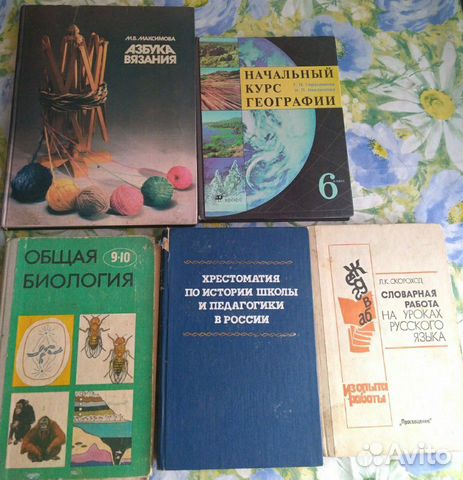 М.В.МАКСИМОВА
АЗБУКА
ВЯЗАНИЯ
НАЧАЛЬНЫЙ
КУРС
ГЕОГРАФИИ
6
ОБЩАЯ
БИОЛОГИЯ
9-10
ХРЕСТОМАТИЯ
ПО ИСТОРИИ ШКОЛЫ
И ПЕДАГОГИКИ
В РОССИИ
Л.К.СКОРОХОД
СЛОВАРНАЯ
РАБОТА
НА УРОКАХ
РУССКОГО
ЯЗЫКА
ИЗ ОПЫТА
РАБОТЫ
"Просвещение"
Avito